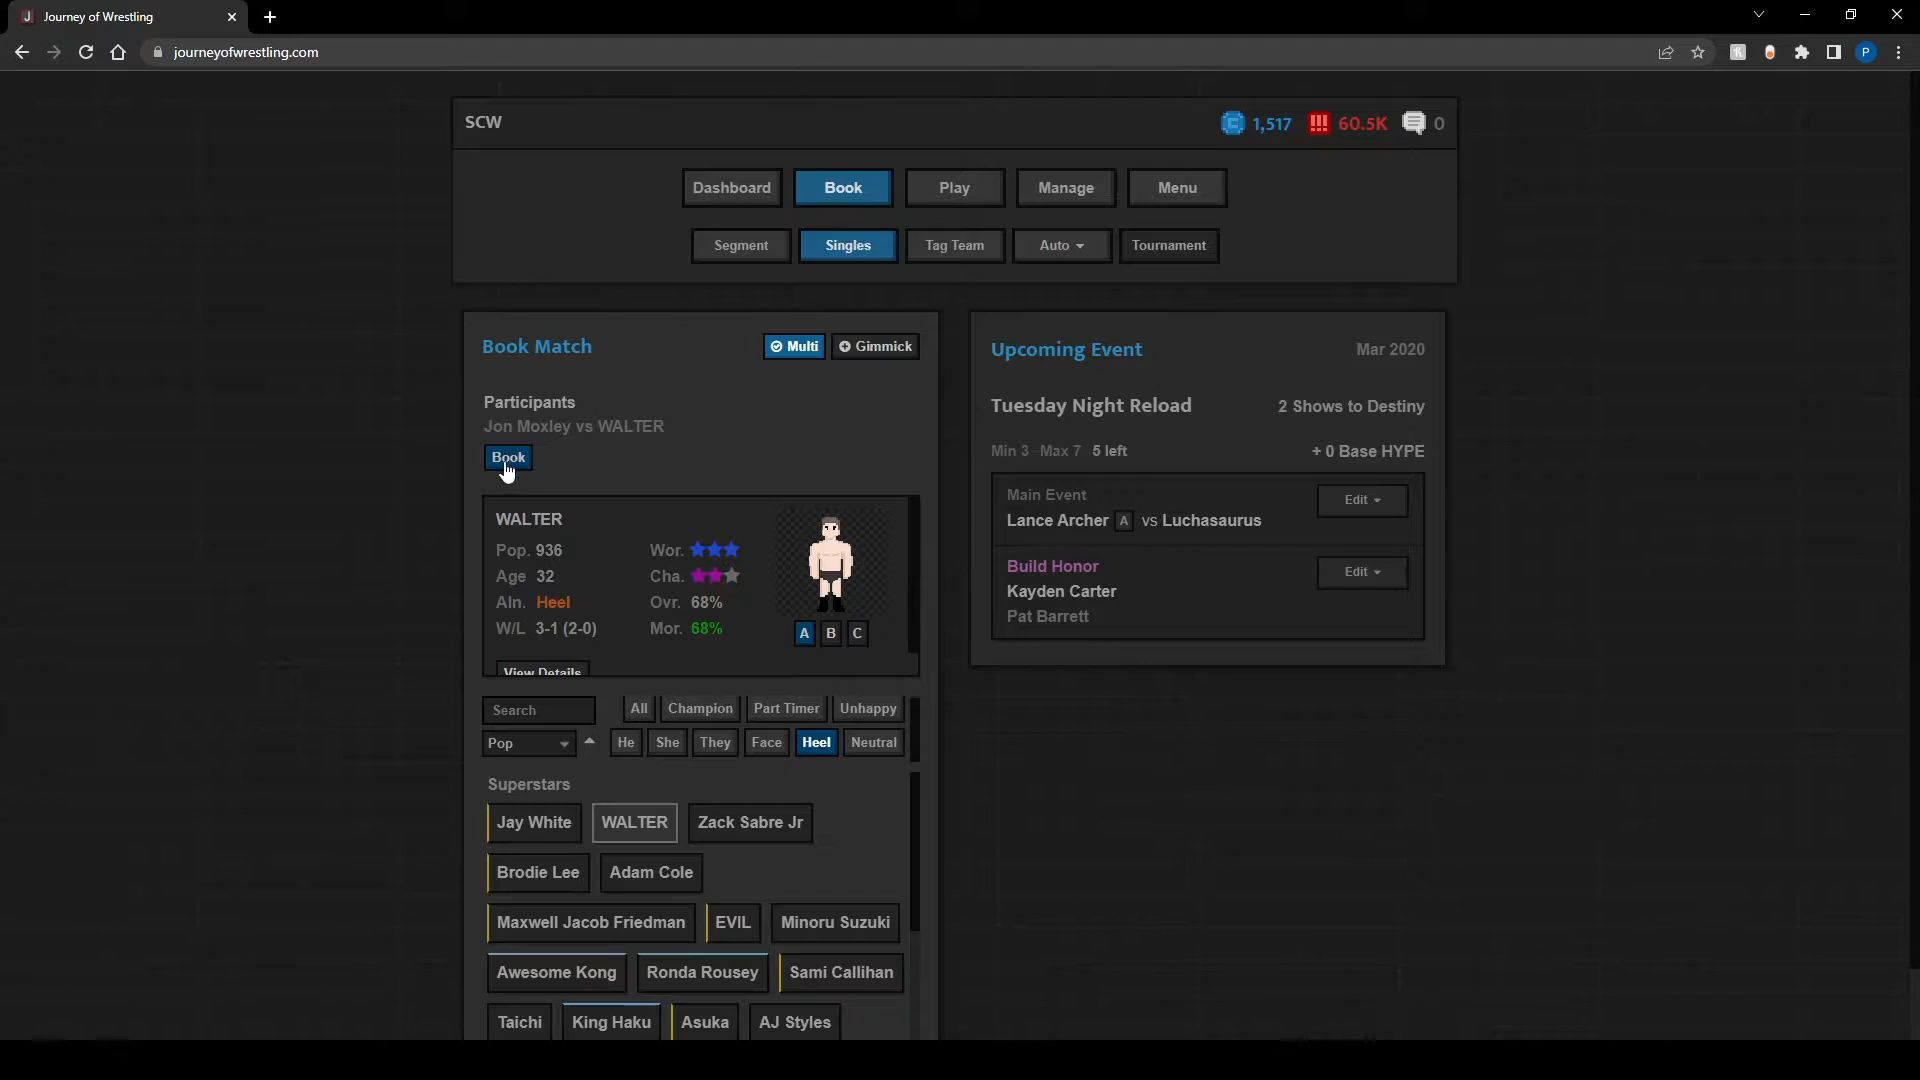 Journey of Wrestling
journeyofwrestling.com
P
SCW
1,517
60.5K
0
Dashboard
Book
Play
Manage
Menu
Segment
Singles
Tag Team
Auto
Tournament
Book Match
Multi
Gimmick
Participants
Jon Moxley vs WALTER
Book
WALTER
Pop. 936
Wor.
Age 32
Cha.
Aln. Heel
Ovr. 68%
W/L 3-1 (2-0)
Mor. 68%
A B C
View Details
Search
All
Champion
Part Timer
Unhappy
Pop
He
She
They
Face
Heel
Neutral
Superstars
Jay White
WALTER
Zack Sabre Jr
Brodie Lee
Adam Cole
Maxwell Jacob Friedman
EVIL
Minoru Suzuki
Awesome Kong
Ronda Rousey
Sami Callihan
Taichi
King Haku
Asuka
AJ Styles
Upcoming Event
Mar 2020
Tuesday Night Reload
2 Shows to Destiny
Min 3 Max 7 5 left
+ 0 Base HYPE
Main Event
Edit
Lance Archer A vs Luchasaurus
Build Honor
Edit
Kayden Carter
Pat Barrett